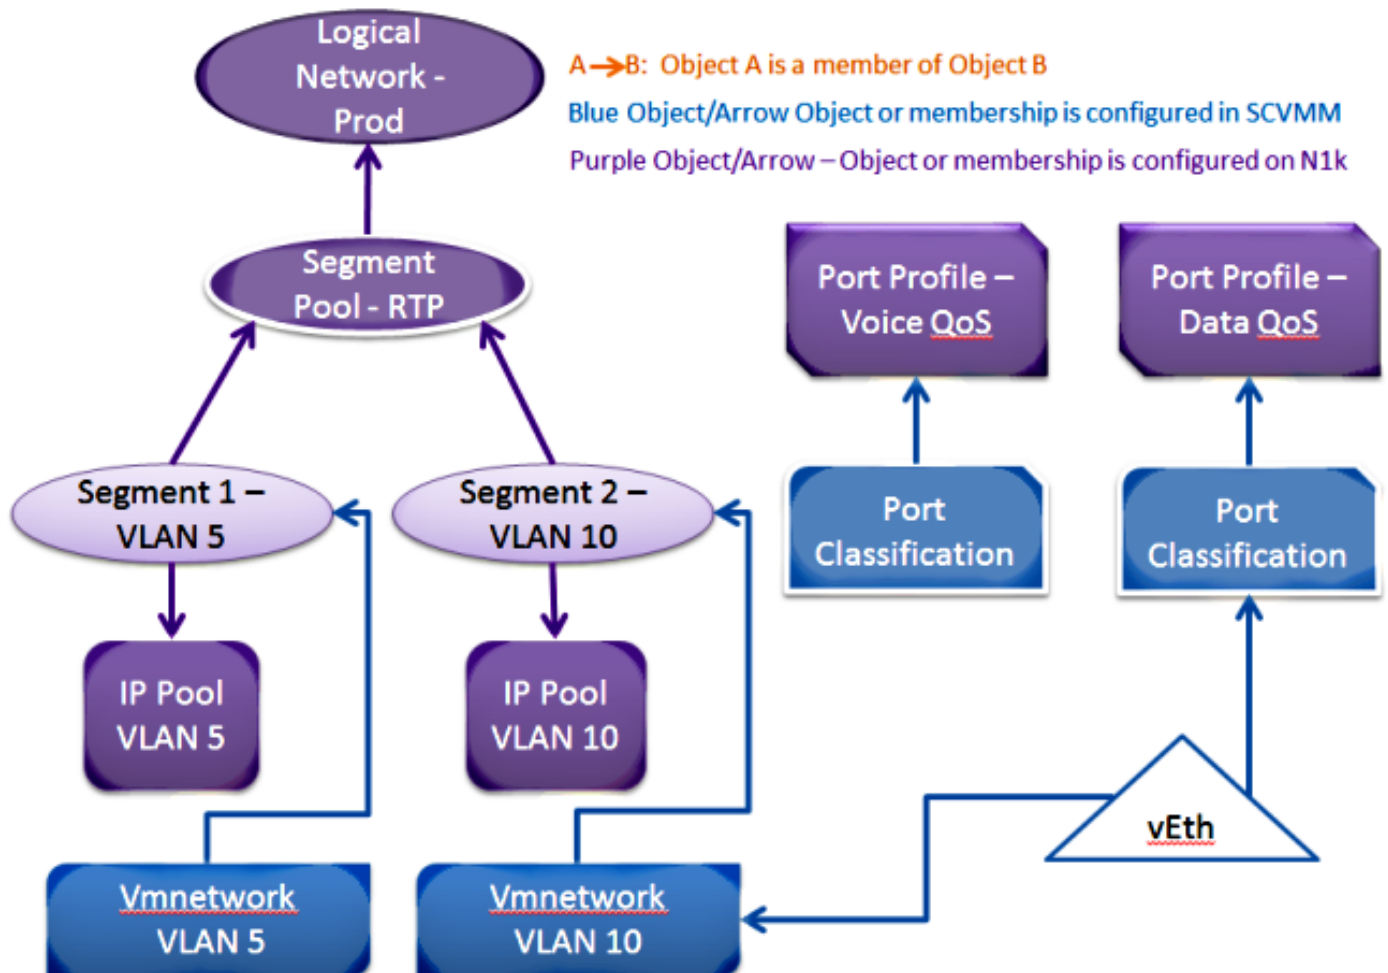 Logical
Network -
Prod
A→B: Object A is a member of Object B
Blue Object/Arrow Object or membership is configured in SCVMM
Purple Object/Arrow – Object or membership is configured on N1k
Segment
Pool - RTP
Port Profile –
Voice QoS
Port Profile –
Data QoS
Segment 1 –
VLAN 5
Segment 2 –
VLAN 10
Port
Classification
Port
Classification
IP Pool
VLAN 5
IP Pool
VLAN 10
vEth
Vmnetwork
VLAN 5
Vmnetwork
VLAN 10